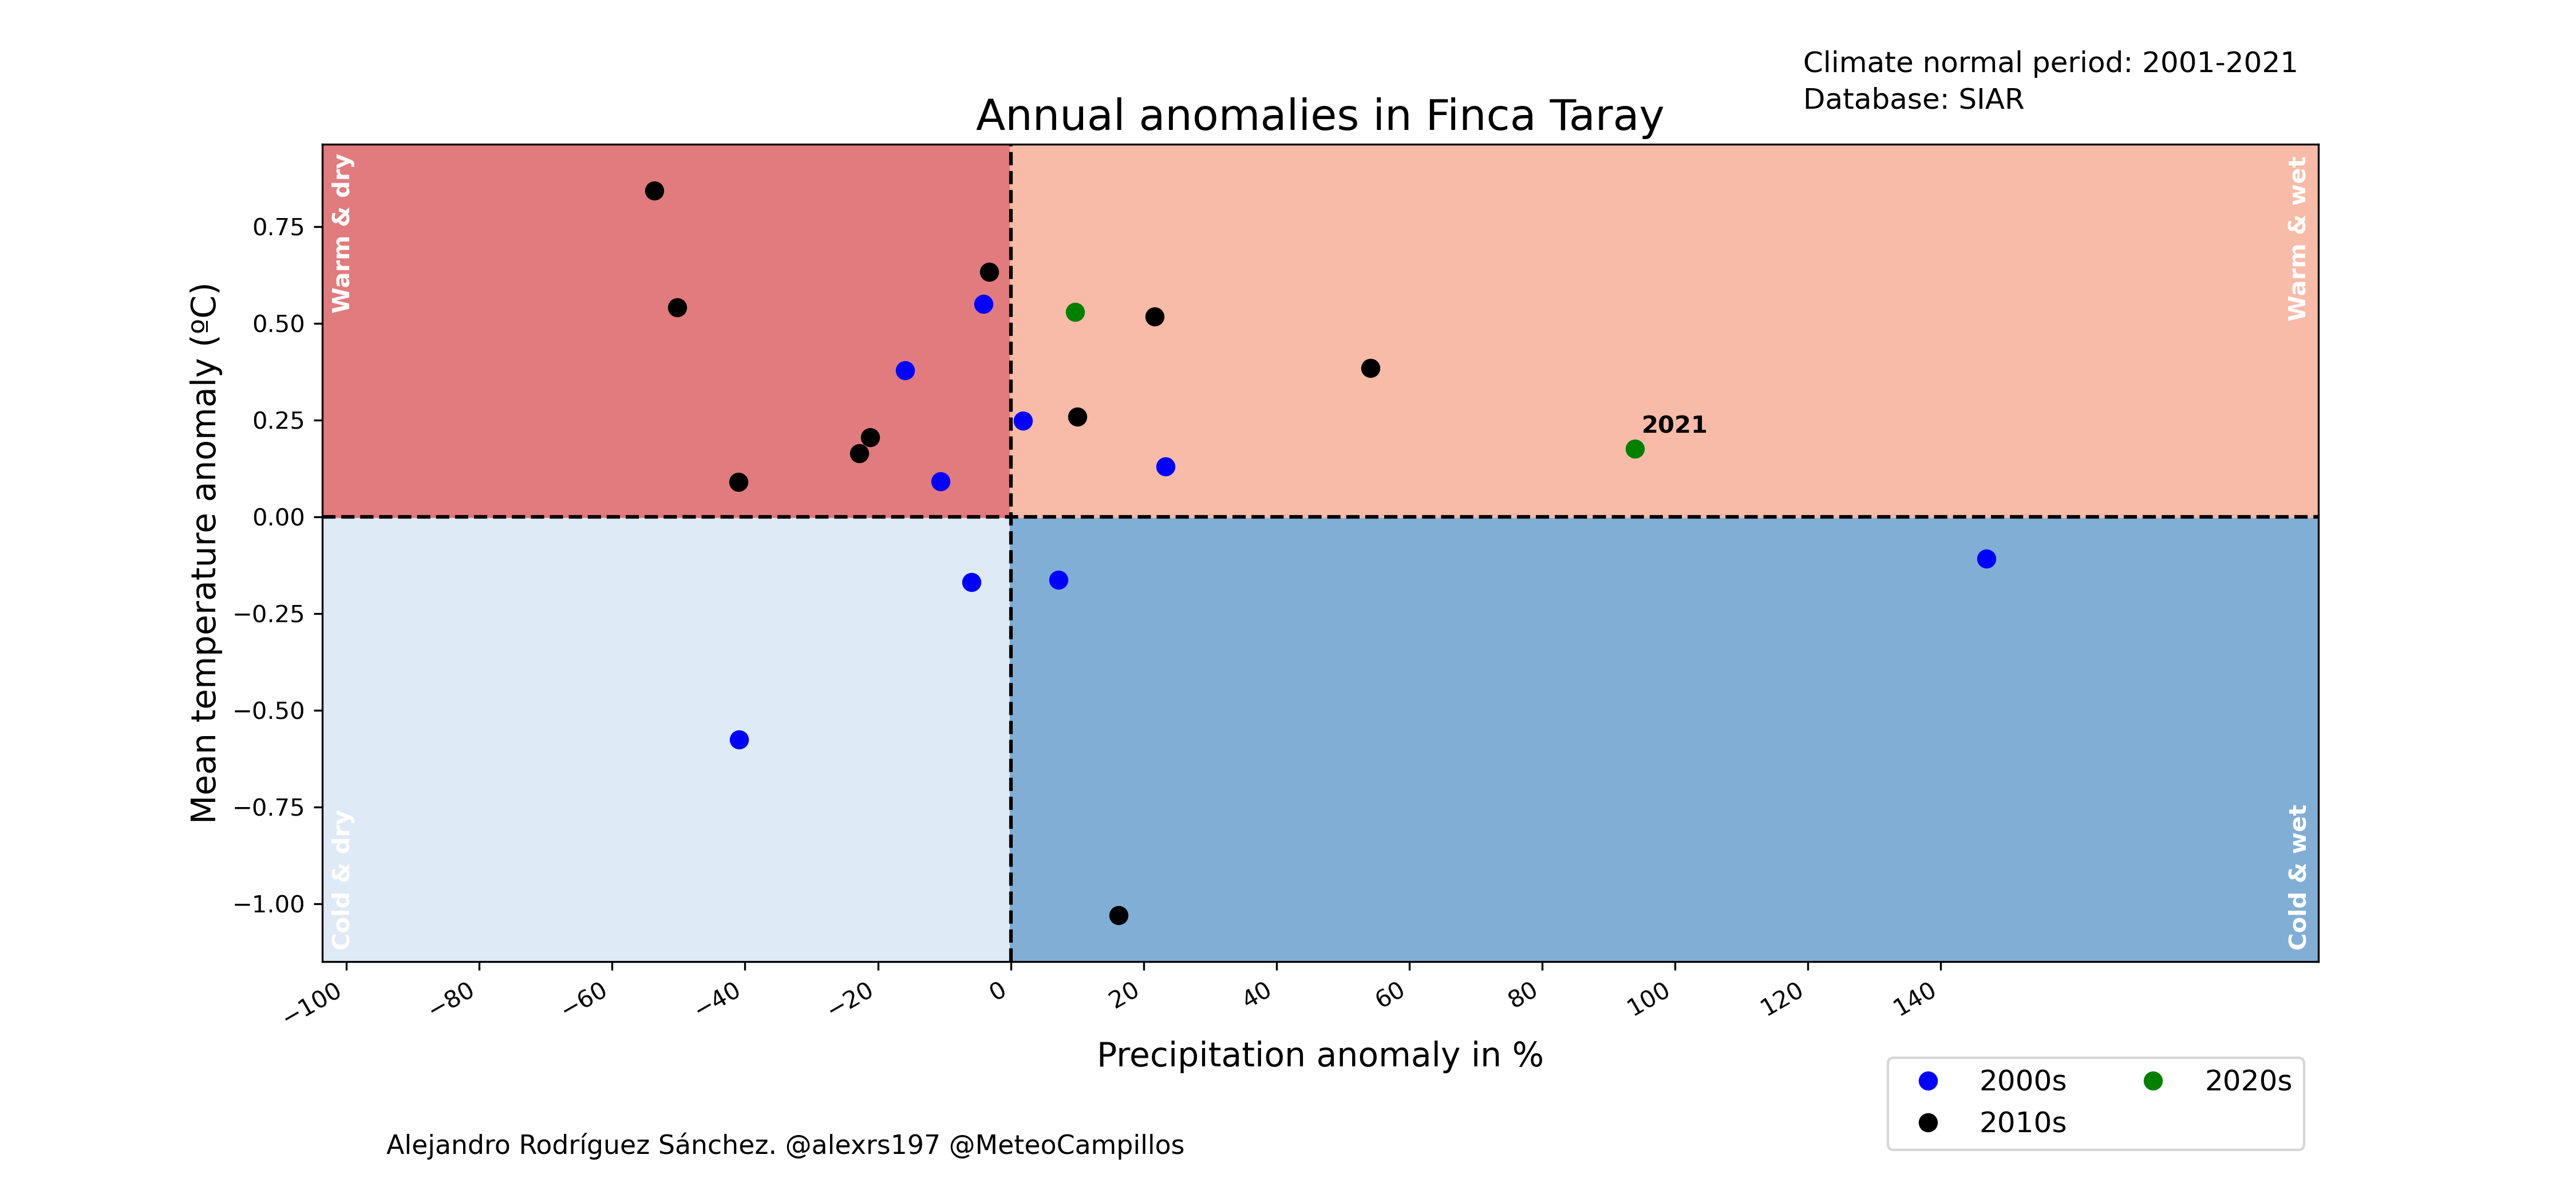 Climate normal period: 2001-2021
Database: SIAR
Annual anomalies in Finca Taray
Warm & dry
Warm & wet
Cold & dry
Cold & wet
2021
Mean temperature anomaly (ºC)
0.75
0.50
0.25
0.00
−0.25
−0.50
−0.75
−1.00
−100
−80
−60
−40
−20
0
20
40
60
80
100
120
140
Precipitation anomaly in %
2000s
2010s
2020s
Alejandro Rodríguez Sánchez. @alexrs197 @MeteoCampillos